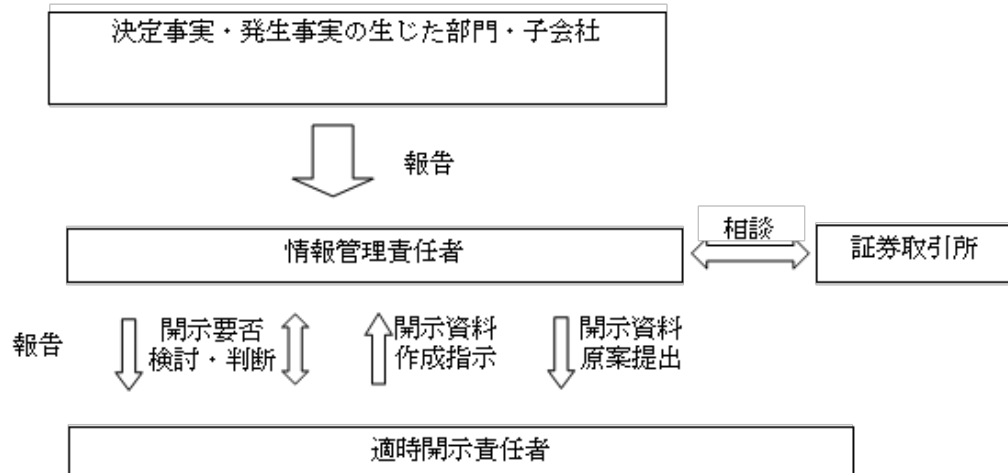 決定事実・発生事実の生じた部門・子会社
報告
相談
情報管理責任者
証券取引所
報告
開示要否
検討・判断
開示資料
作成指示
開示資料
原案提出
適時開示責任者